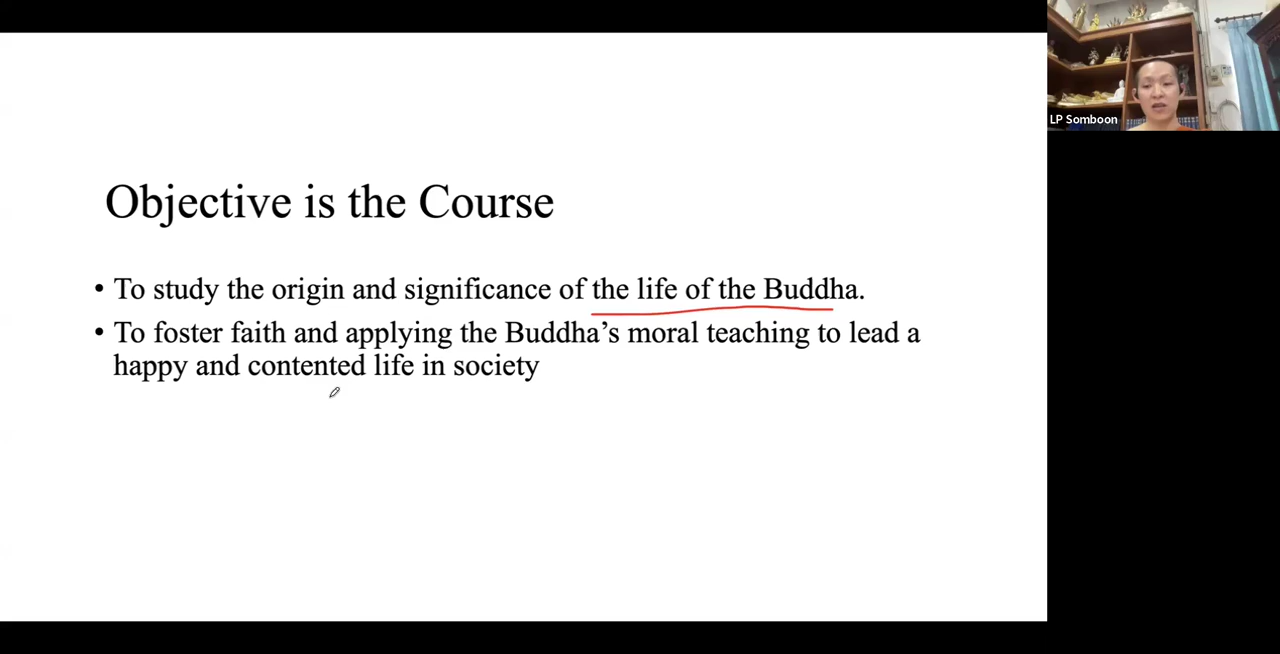 Objective is the Course
• To study the origin and significance of the life of the Buddha.
• To foster faith and applying the Buddha’s moral teaching to lead a
happy and contented life in society
LP Somboon